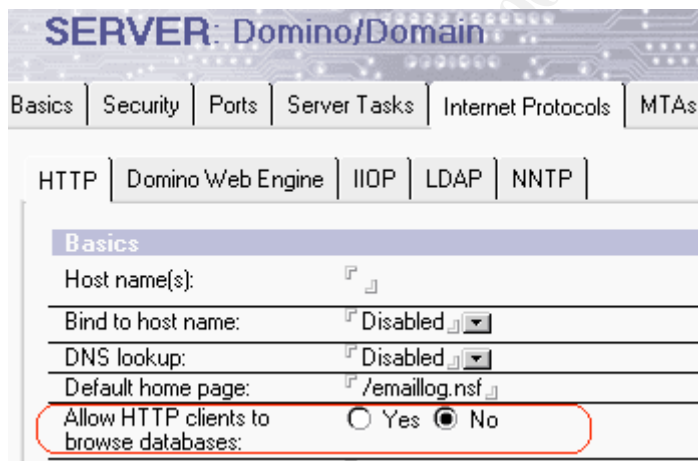 SERVER: Domino/Domain
Basics Security Ports Server Tasks Internet Protocols MTAs
HTTP Domino Web Engine IIOP LDAP NNTP
Basics
Host name(s):
Bind to host name: Disabled
DNS lookup: Disabled
Default home page: /emaillog.nsf
Allow HTTP clients to Yes No
browse databases: